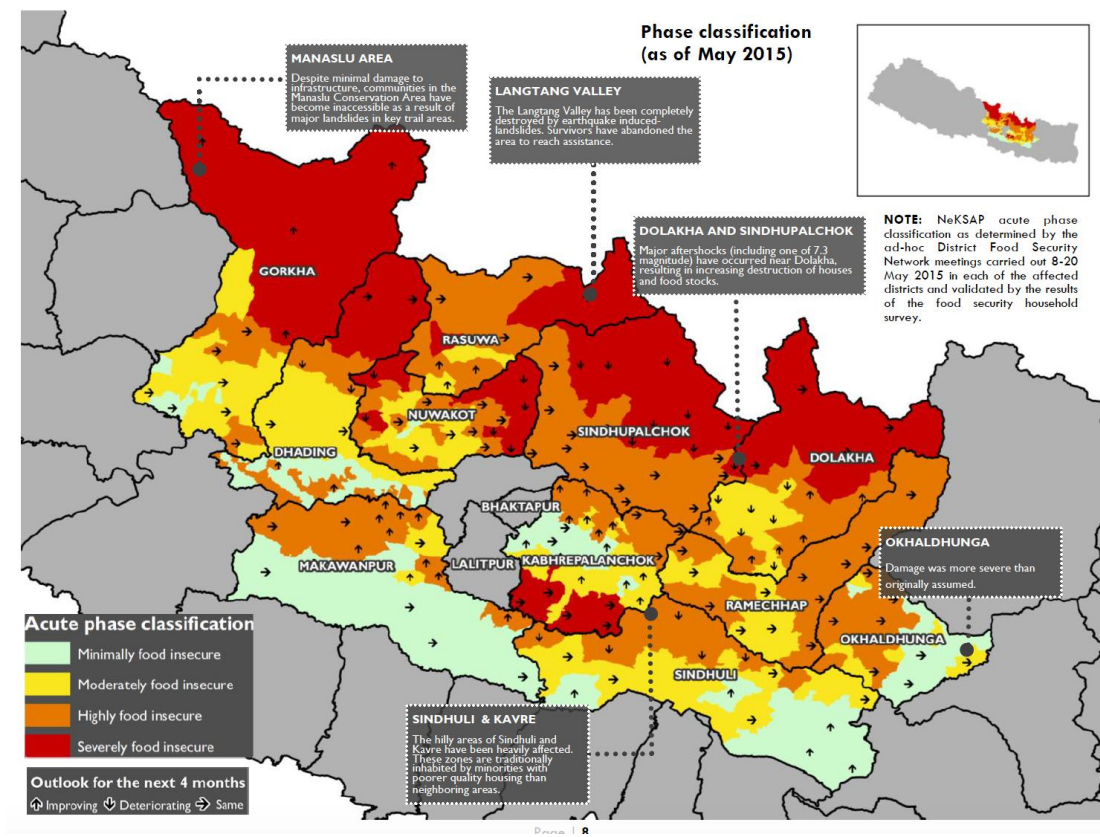 Phase classification
(as of May 2015)
MANASLU AREA
Despite minimal damage to
infrastructure, communities in the
Manaslu Conservation Area have
become inaccessible as a result of
major landslides in key trail areas.
LANGTANG VALLEY
The Langtang Valley has been completely
destroyed by earthquake induced-
landslides. Survivors have abandoned the
area to reach assistance.
DOLAKHA AND SINDHUPALCHOK
Major aftershocks (including one of 7.3
magnitude) have occurred near Dolakha,
resulting in increasing destruction of houses
and food stocks.
NOTE: NeKSAP acute phase
classification as determined by the
ad-hoc District Food Security
Network meetings carried out 8-20
May 2015 in each of the affected
districts and validated by the results
of the food security household
survey.
GORKHA
RASUWA
NUWAKOT
SINDHUPALCHOK
DHADING
DOLAKHA
BHAKTAPUR
MAKAWANPUR
LALITPUR
KABHREPALANCHOK
RAMECHHAP
OKHALDHUNGA
SINDHULI
OKHALDHUNGA
Damage was more severe than
originally assumed.
Acute phase classification
Minimally food insecure
Moderately food insecure
Highly food insecure
Severely food insecure
Outlook for the next 4 months
Improving Deteriorating Same
SINDHULI & KAVRE
The hilly areas of Sindhuli and
Kavre have been heavily affected.
These zones are traditionally
inhabited by minorities with
poorer quality housing than
neighboring areas.
Page | 8